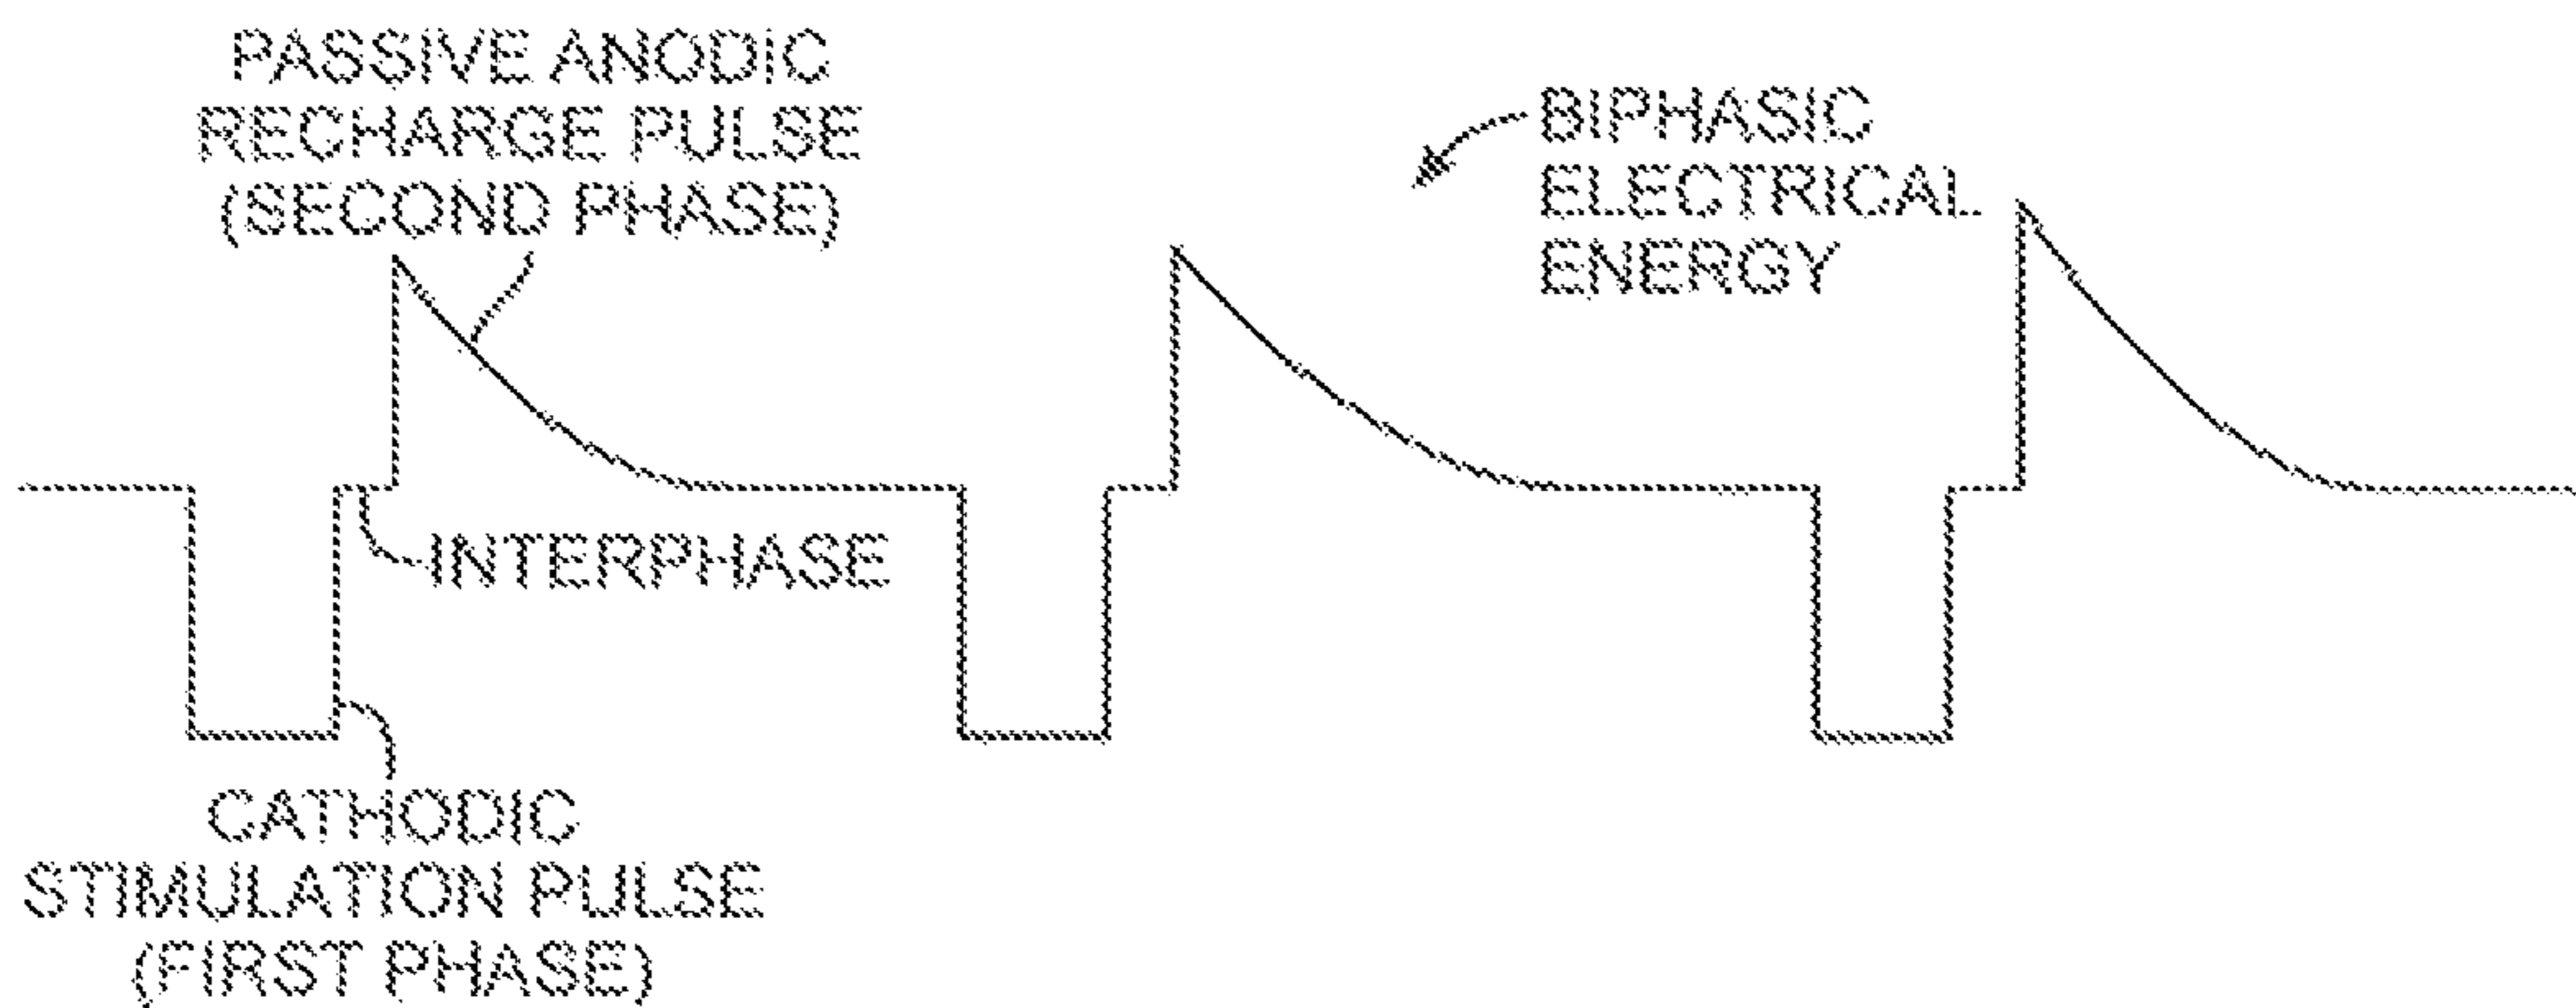 PASSIVE ANODIC
RECHARGE PULSE
(SECOND PHASE)
BIPHASIC
ELECTRICAL
ENERGY
INTERPHASE
CATHODIC
STIMULATION PULSE
(FIRST PHASE)